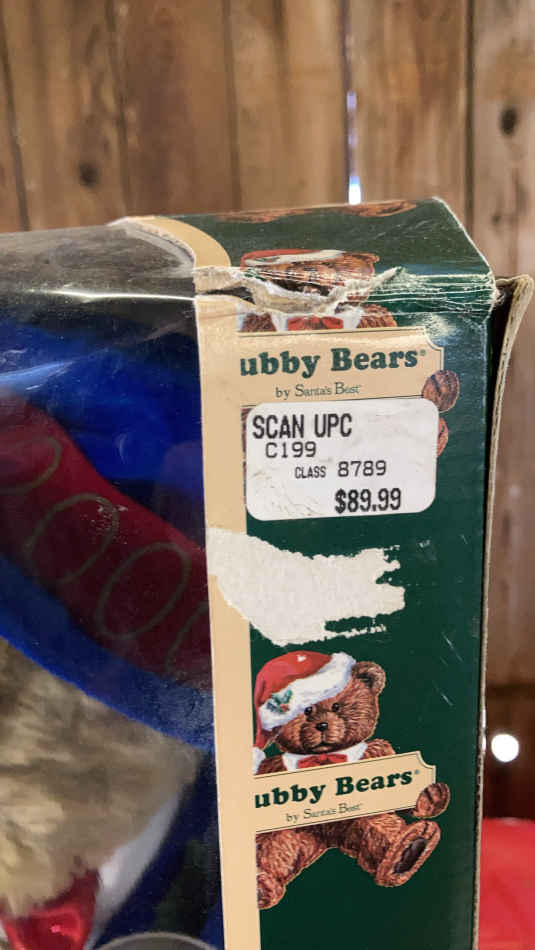 ubby Bears®
by Santa's Best
SCAN UPC
C199
CLASS 8789
$89.99
ubby Bears®
by Santa's Best